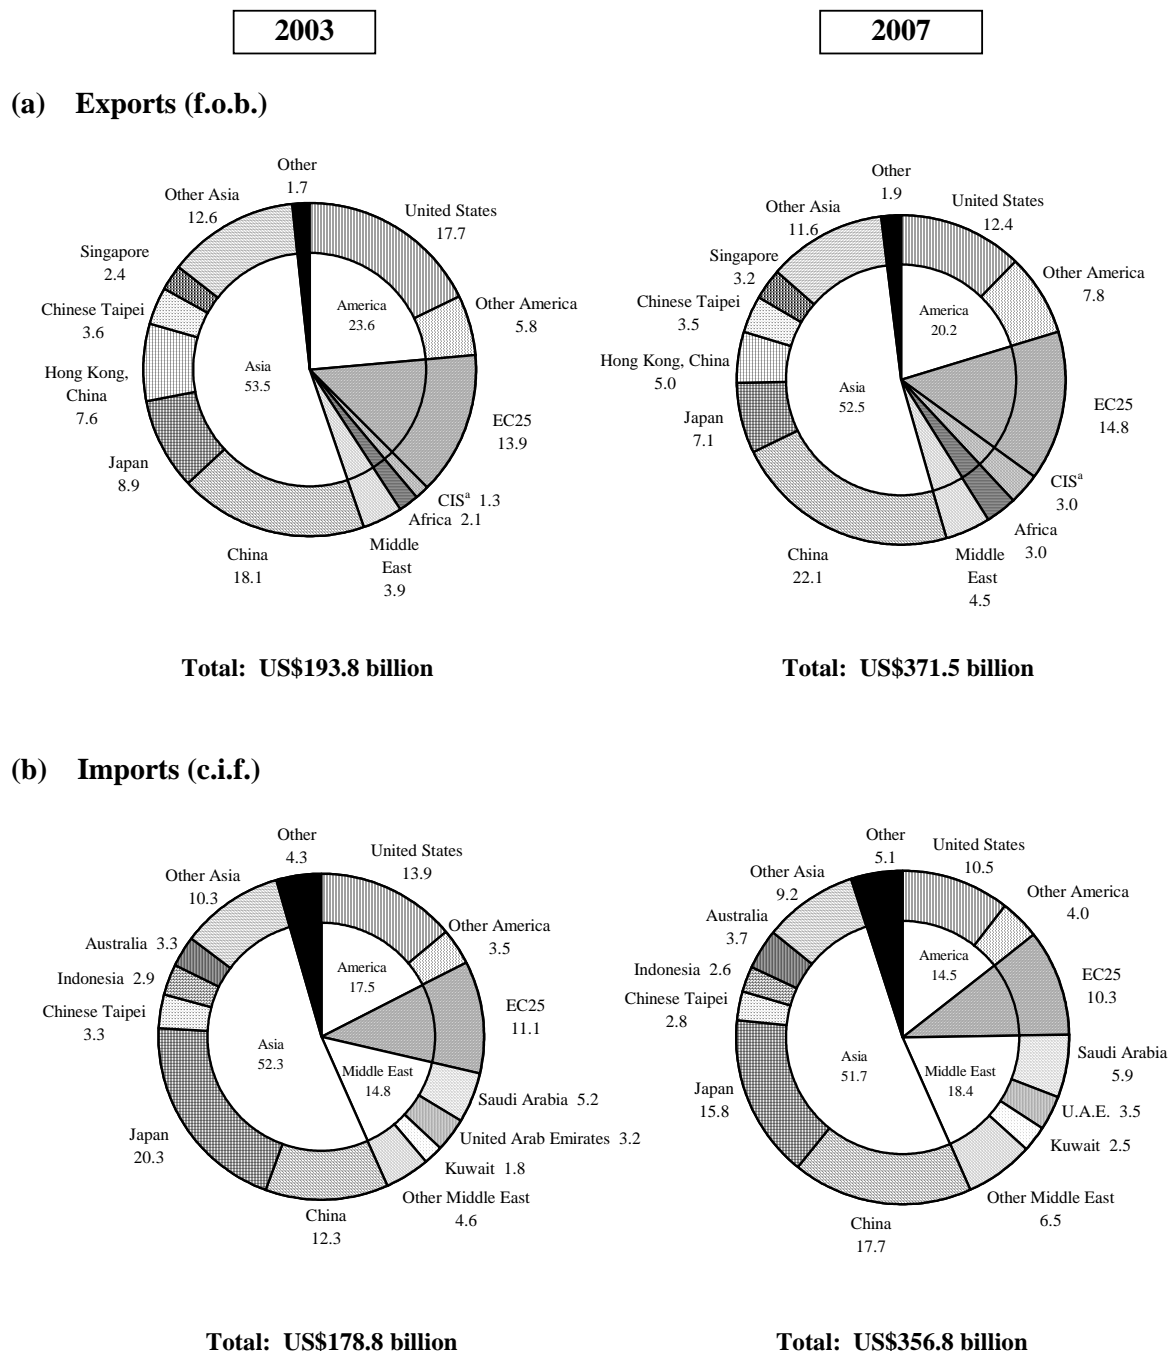 2003
2007
(a) Exports (f.o.b.)
Other
1.7
Other Asia
12.6
United States
17.7
Singapore
2.4
Other America
5.8
Chinese Taipei
3.6
America
23.6
Hong Kong,
China
7.6
Asia
53.5
EC25
13.9
Japan
8.9
CISᵃ 1.3
Africa 2.1
Middle
East
3.9
China
18.1
Total: US$193.8 billion
Other
1.9
Other Asia
11.6
United States
12.4
Singapore
3.2
Other America
7.8
Chinese Taipei
3.5
America
20.2
Hong Kong, China
5.0
Asia
52.5
EC25
14.8
Japan
7.1
CISᵃ
3.0
Africa
3.0
Middle
East
4.5
China
22.1
Total: US$371.5 billion
(b) Imports (c.i.f.)
Other
4.3
United States
13.9
Other Asia
10.3
Other America
3.5
Australia 3.3
America
17.5
Indonesia 2.9
EC25
11.1
Chinese Taipei
3.3
Asia
52.3
Middle East
14.8
Saudi Arabia 5.2
Japan
20.3
United Arab Emirates 3.2
Kuwait 1.8
Other Middle East
4.6
China
12.3
Total: US$178.8 billion
Other
5.1
United States
10.5
Other Asia
9.2
Other America
4.0
Australia
3.7
America
14.5
Indonesia 2.6
EC25
10.3
Chinese Taipei
2.8
Asia
51.7
Middle East
18.4
Saudi Arabia
5.9
Japan
15.8
U.A.E. 3.5
Kuwait 2.5
Other Middle East
6.5
China
17.7
Total: US$356.8 billion